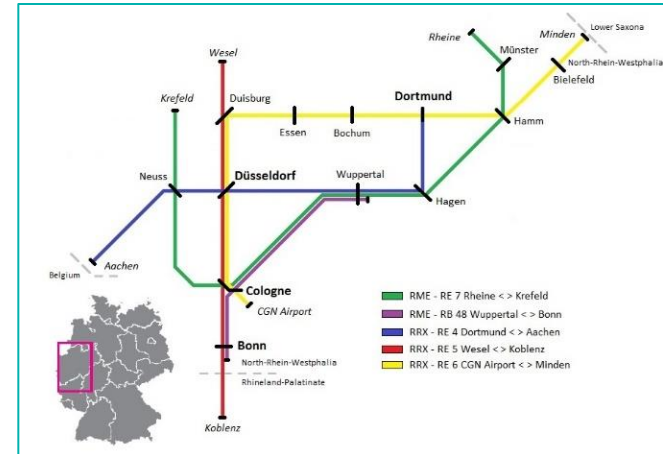 Lower Saxona
Minden
North-Rhein-Westphalia
Bielefeld
Rheine
Münster
Wesel
Krefeld
Duisburg
Dortmund
Essen
Bochum
Hamm
Neuss
Düsseldorf
Wuppertal
Hagen
Belgium
Aachen
Cologne
CGN Airport
Bonn
North-Rhein-Westphalia
Rhineland-Palatinate
Koblenz
RME - RE 7 Rheine < > Krefeld
RME - RB 48 Wuppertal < > Bonn
RRX - RE 4 Dortmund < > Aachen
RRX - RE 5 Wesel < > Koblenz
RRX - RE 6 CGN Airport < > Minden